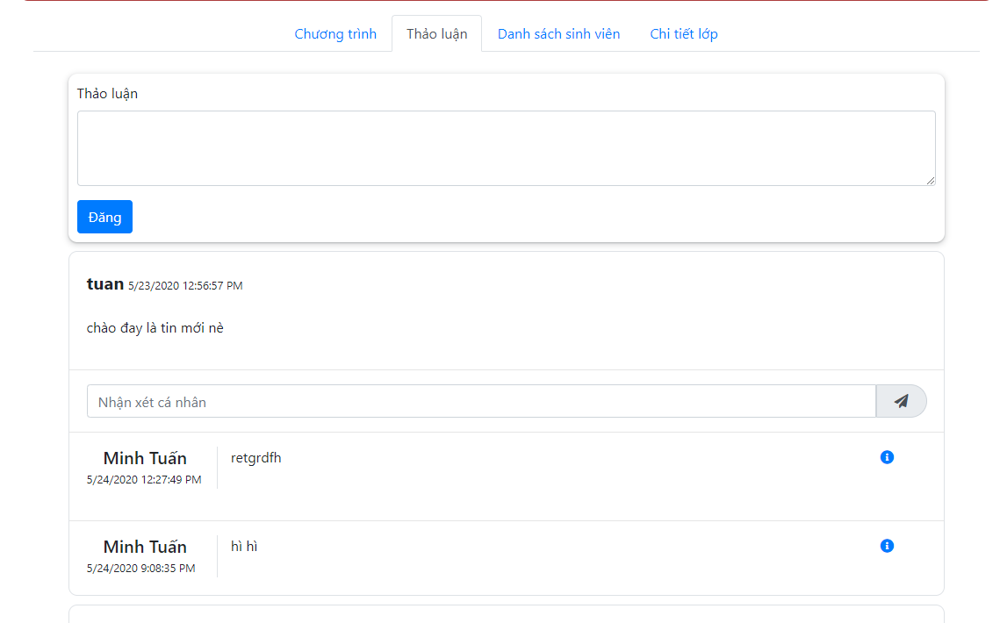 Chương trình Thảo luận Danh sách sinh viên Chi tiết lớp
Thảo luận
Đăng
tuan 5/23/2020 12:56:57 PM
chào đay là tin mới nè
Nhận xét cá nhân
Minh Tuấn retgrdfh
5/24/2020 12:27:49 PM
Minh Tuấn hì hì
5/24/2020 9:08:35 PM